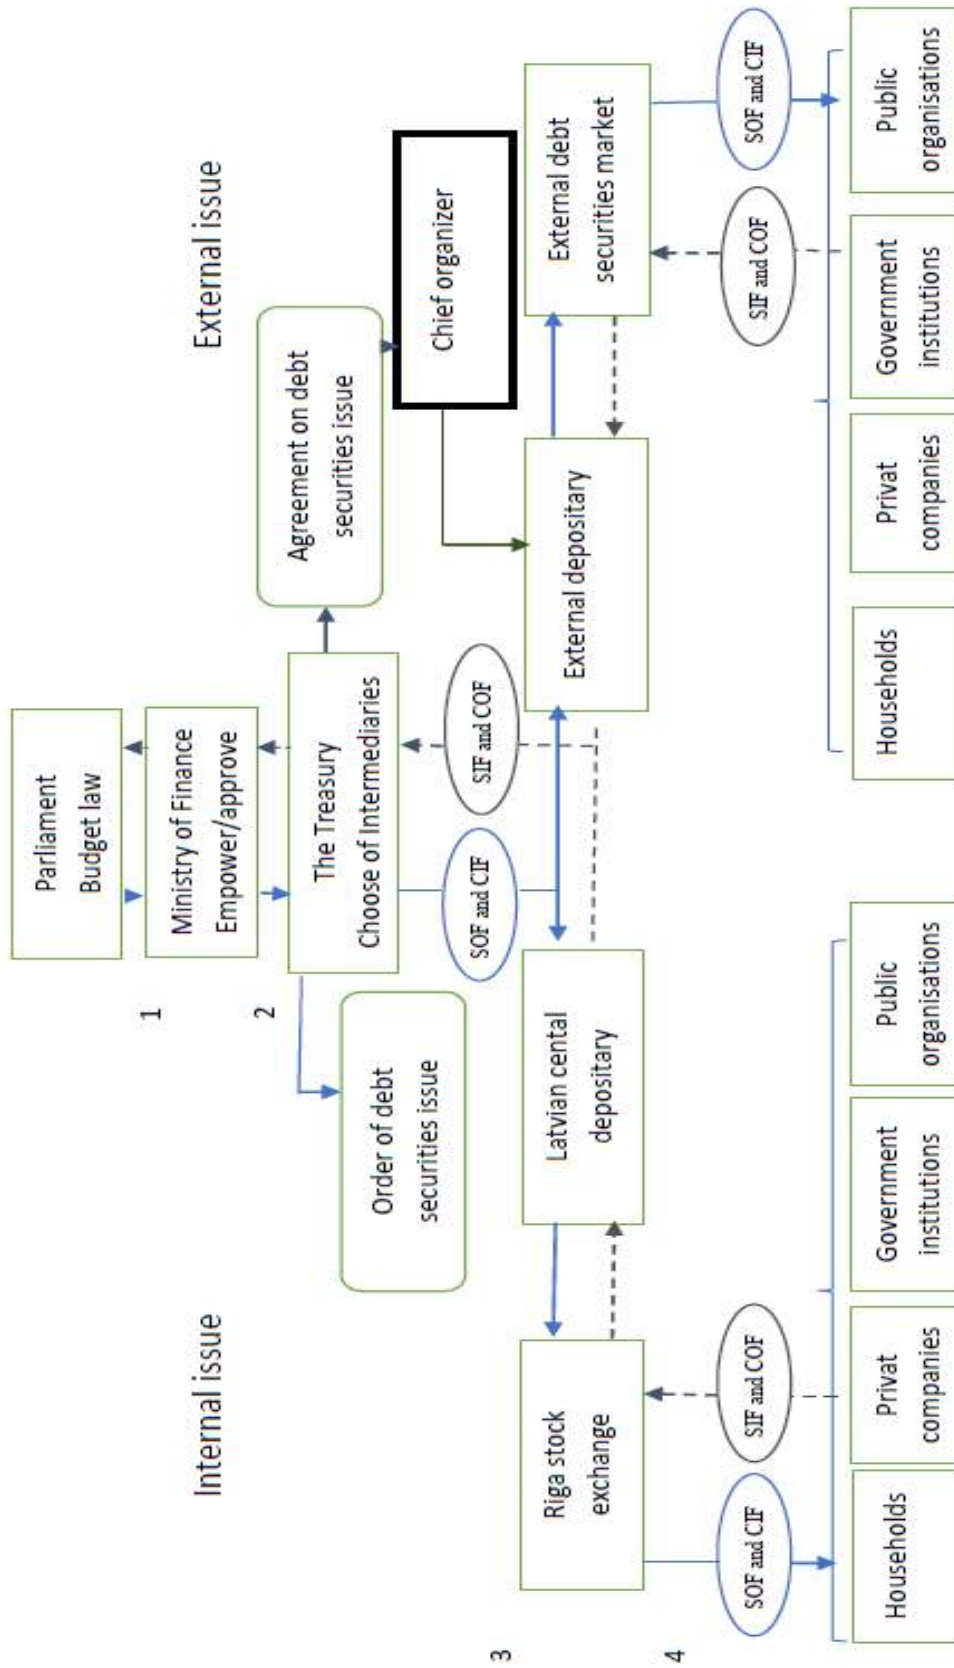 Parliament
Budget law
1
Ministry of Finance
Empower/approve
Internal issue
External issue
2
The Treasury
Choose of Intermediaries
Order of debt
securities issue
Agreement on debt
securities issue
Chief organizer
SOF and CIF
SIF and COF
3
Riga stock
exchange
Latvian cental
depositary
External depositary
External debt
securities market
4
SOF and CIF
SIF and COF
SIF and COF
SOF and CIF
Households
Privat
companies
Government
institutions
Public
organisations
Households
Privat
companies
Government
institutions
Public
organisations